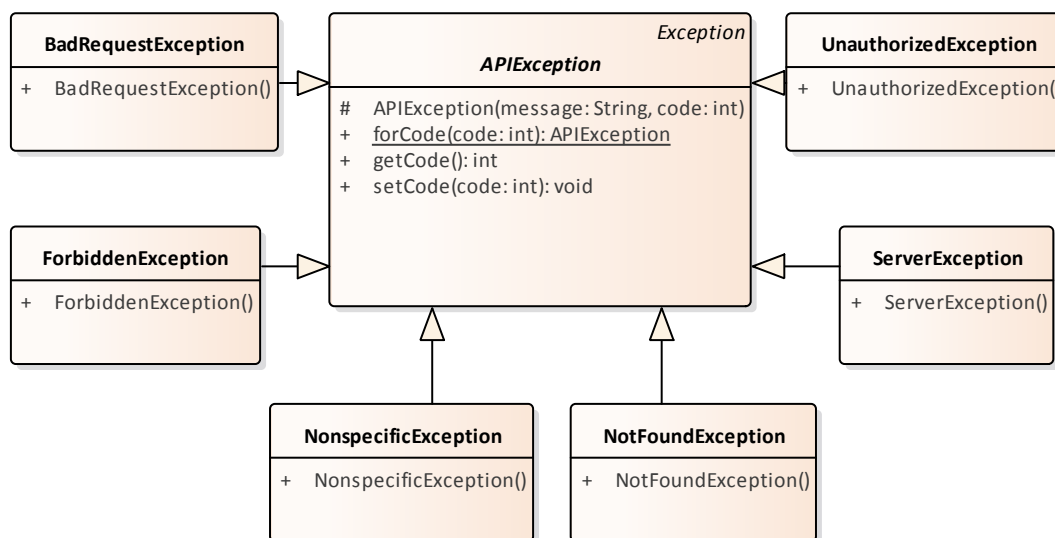 BadRequestException
+ BadRequestException()
Exception
APIException
# APIException(message: String, code: int)
+ forCode(code: int): APIException
+ getCode(): int
+ setCode(code: int): void
UnauthorizedException
+ UnauthorizedException(
ForbiddenException
+ ForbiddenException()
ServerException
+ ServerException()
NonspecificException
+ NonspecificException()
NotFoundException
+ NotFoundException()